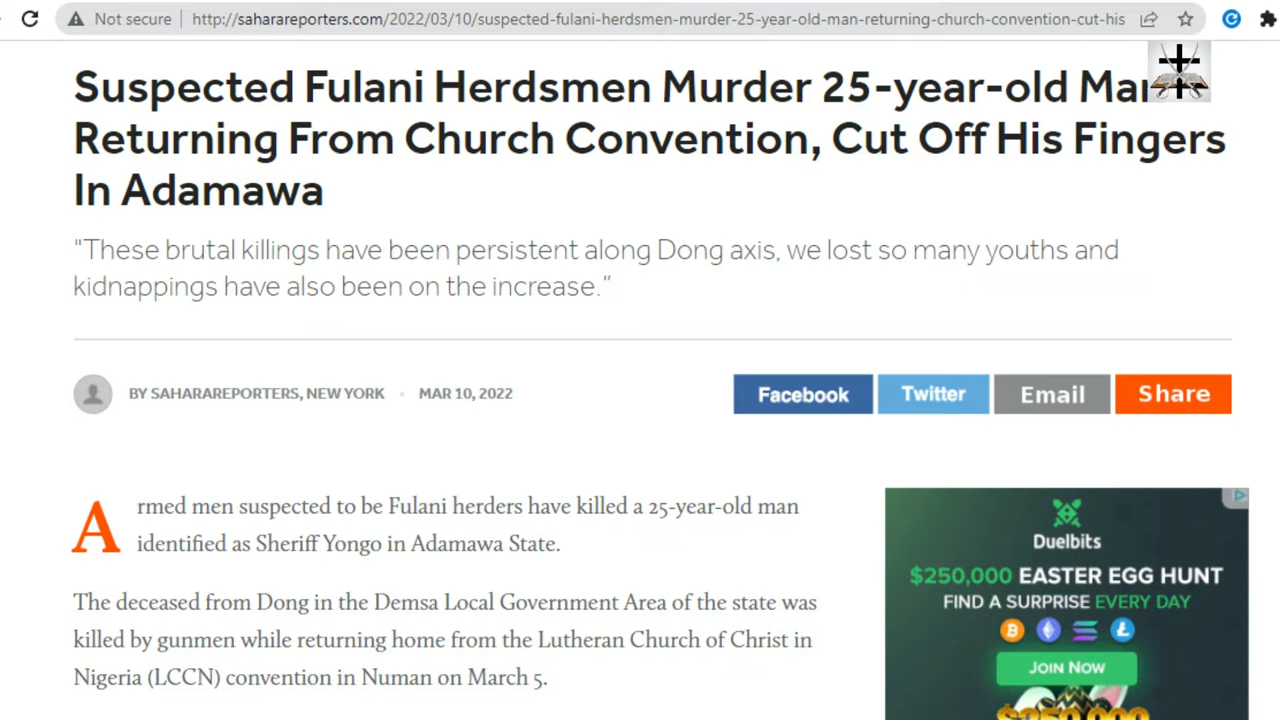 Not secure http://saharareporters.com/2022/03/10/suspected-fulani-herdsmen-murder-25-year-old-man-returning-church-convention-cut-his
Suspected Fulani Herdsmen Murder 25-year-old Man
Returning From Church Convention, Cut Off His Fingers
In Adamawa
"These brutal killings have been persistent along Dong axis, we lost so many youths and
kidnappings have also been on the increase."
BY SAHARAREPORTERS, NEW YORK • MAR 10, 2022
Facebook Twitter Email Share
Armed men suspected to be Fulani herders have killed a 25-year-old man
identified as Sheriff Yongo in Adamawa State.
The deceased from Dong in the Demsa Local Government Area of the state was
killed by gunmen while returning home from the Lutheran Church of Christ in
Nigeria (LCCN) convention in Numan on March 5.
Duelbits
$250,000 EASTER EGG HUNT
FIND A SURPRISE EVERY DAY
JOIN NOW
$250,000